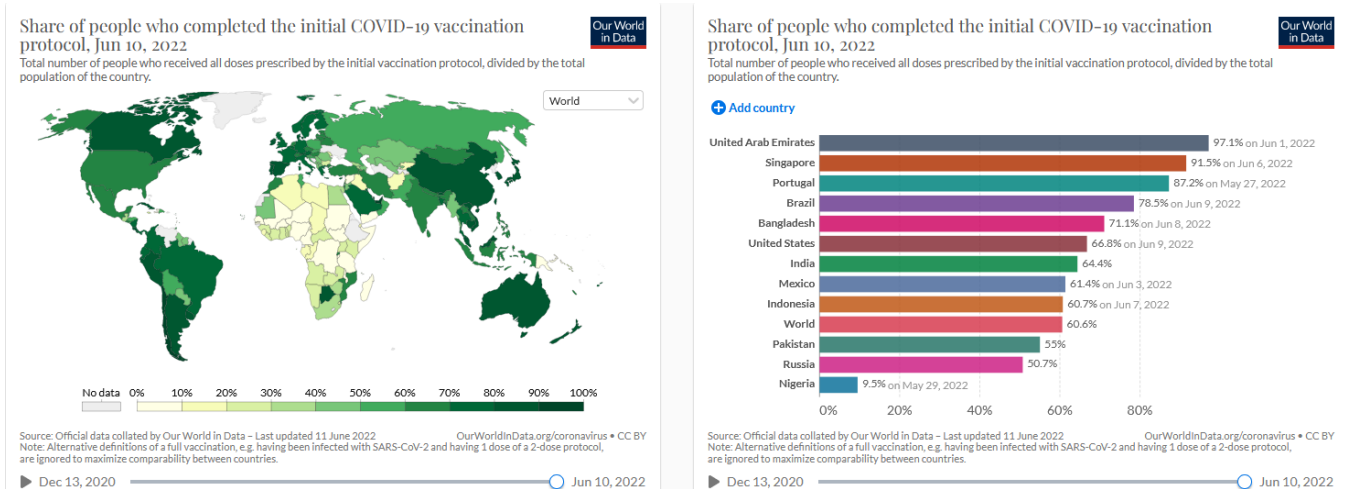 Share of people who completed the initial COVID-19 vaccination
protocol, Jun 10, 2022
Our World
in Data
Total number of people who received all doses prescribed by the initial vaccination protocol, divided by the total
population of the country.
World
No data 0% 10% 20% 30% 40% 50% 60% 70% 80% 90% 100%
Source: Official data collated by Our World in Data – Last updated 11 June 2022 OurWorldInData.org/coronavirus • CC BY
Note: Alternative definitions of a full vaccination, e.g. having been infected with SARS-CoV-2 and having 1 dose of a 2-dose protocol,
are ignored to maximize comparability between countries.
Dec 13, 2020 Jun 10, 2022
Share of people who completed the initial COVID-19 vaccination
protocol, Jun 10, 2022
Our World
in Data
Total number of people who received all doses prescribed by the initial vaccination protocol, divided by the total
population of the country.
Add country
United Arab Emirates 97.1% on Jun 1, 2022
Singapore 91.5% on Jun 6, 2022
Portugal 87.2% on May 27, 2022
Brazil 78.5% on Jun 9, 2022
Bangladesh 71.1% on Jun 8, 2022
United States 66.8% on Jun 9, 2022
India 64.4%
Mexico 61.4% on Jun 3, 2022
Indonesia 60.7% on Jun 7, 2022
World 60.6%
Pakistan 55%
Russia 50.7%
Nigeria 9.5% on May 29, 2022
0% 20% 40% 60% 80%
Source: Official data collated by Our World in Data – Last updated 11 June 2022 OurWorldInData.org/coronavirus • CC BY
Note: Alternative definitions of a full vaccination, e.g. having been infected with SARS-CoV-2 and having 1 dose of a 2-dose protocol,
are ignored to maximize comparability between countries.
Dec 13, 2020 Jun 10, 2022